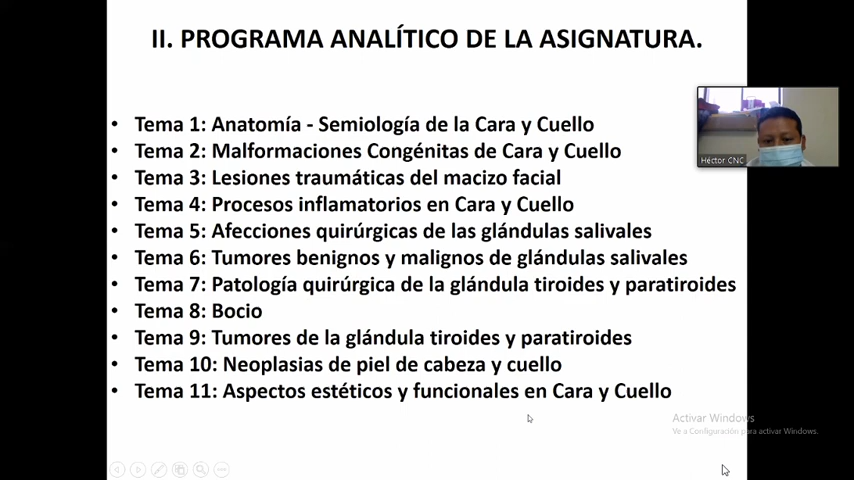 II. PROGRAMA ANALÍTICO DE LA ASIGNATURA.
• Tema 1: Anatomía - Semiología de la Cara y Cuello
• Tema 2: Malformaciones Congénitas de Cara y Cuello
• Tema 3: Lesiones traumáticas del macizo facial
• Tema 4: Procesos inflamatorios en Cara y Cuello
• Tema 5: Afecciones quirúrgicas de las glándulas salivales
• Tema 6: Tumores benignos y malignos de glándulas salivales
• Tema 7: Patología quirúrgica de la glándula tiroides y paratiroides
• Tema 8: Bocio
• Tema 9: Tumores de la glándula tiroides y paratiroides
• Tema 10: Neoplasias de piel de cabeza y cuello
• Tema 11: Aspectos estéticos y funcionales en Cara y Cuello
Héctor CNC
Activar Windows
Ve a Configuración para activar Windows.